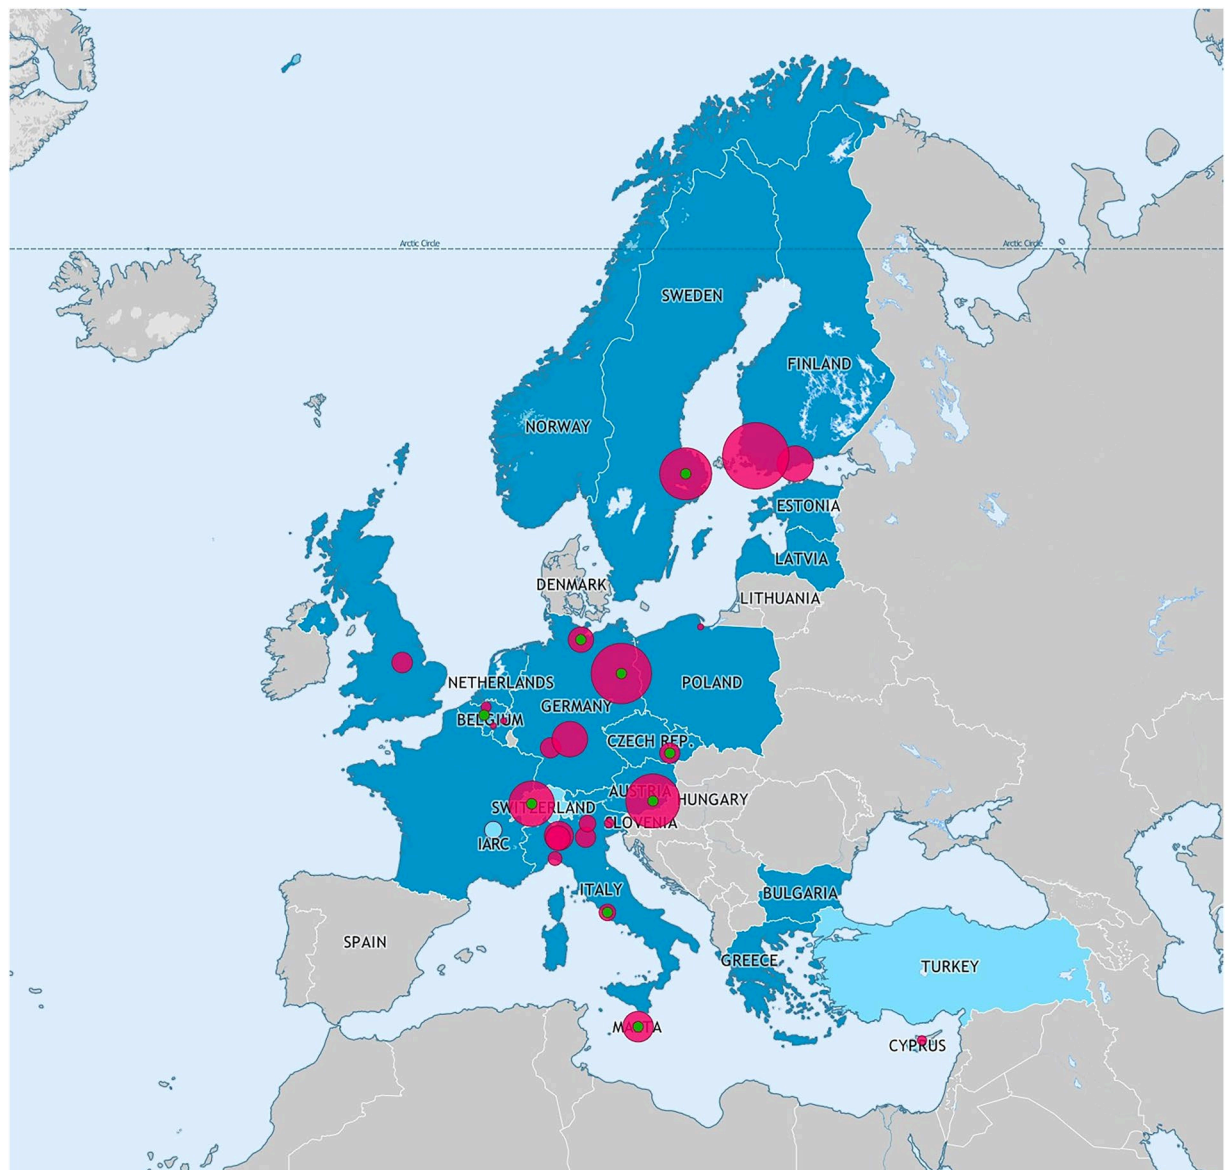 Arctic Circle
Arctic Circle
SWEDEN
FINLAND
NORWAY
ESTONIA
LATVIA
DENMARK
LITHUANIA
NETHERLANDS
POLAND
GERMANY
BELGIUM
CZECH REP.
AUSTRIA
HUNGARY
SWITZERLAND
SLOVENIA
IARC
ITALY
BULGARIA
SPAIN
GREECE
TURKEY
MALTA
CYPRUS